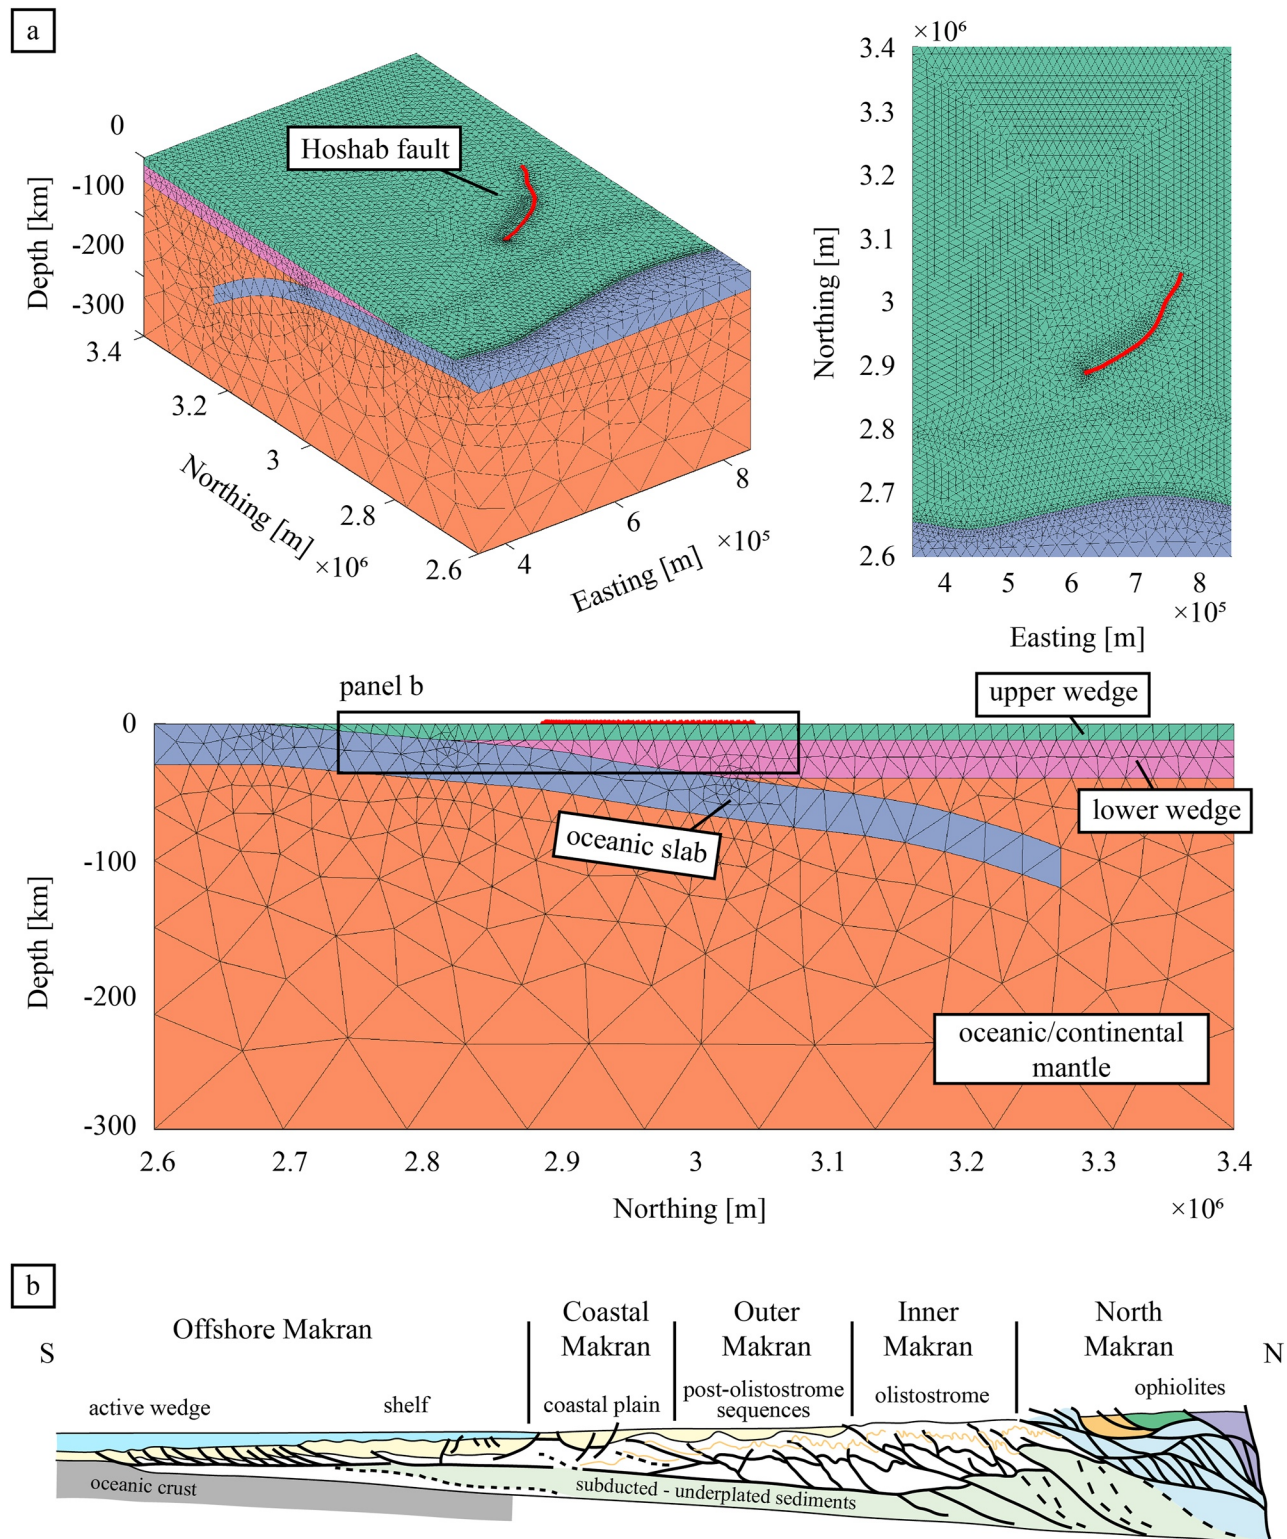 a
Hoshab fault
0
-100
-200
-300
Depth [km]
3.4
3.2
3
2.8
2.6
Northing [m]
×10⁶
4
6
8
Easting [m]
×10⁵
×10⁶
3.4
3.3
3.2
3.1
3
2.9
2.8
2.7
2.6
Northing [m]
4 5 6 7 8
×10⁵
Easting [m]
panel b
upper wedge
lower wedge
oceanic slab
oceanic/continental
mantle
0
-100
-200
-300
Depth [km]
2.6 2.7 2.8 2.9 3 3.1 3.2 3.3 3.4
Northing [m]
×10⁶
b
S
N
Offshore Makran
Coastal
Makran
Outer
Makran
Inner
Makran
North
Makran
active wedge
shelf
coastal plain
post-olistostrome
sequences
olistostrome
ophiolites
oceanic crust
subducted - underplated sediments